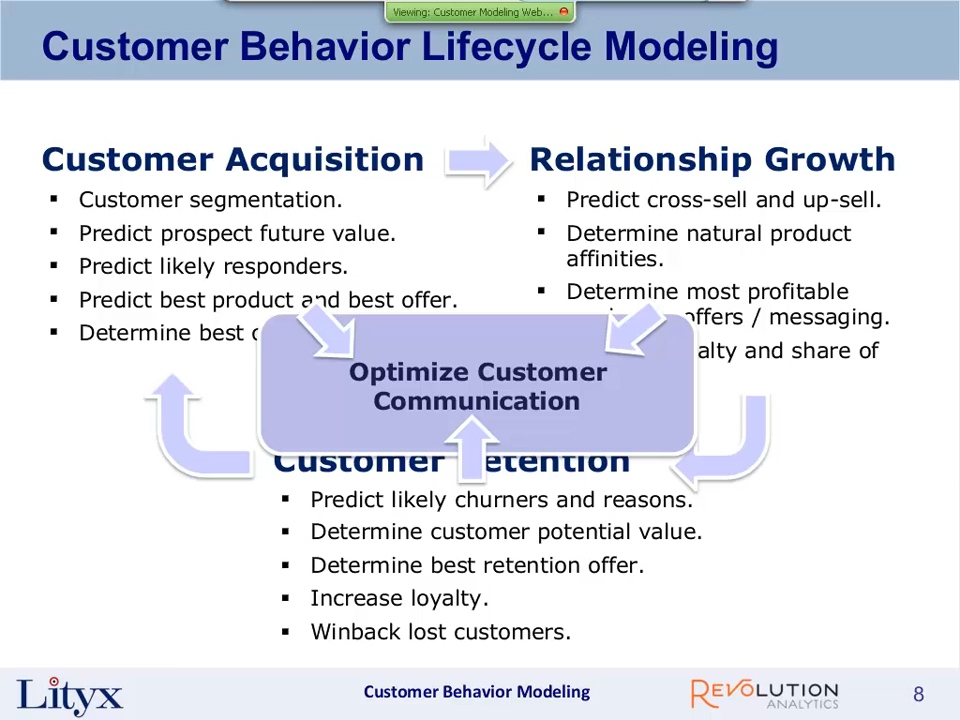 Viewing: Customer Modeling Web...
Customer Behavior Lifecycle Modeling
Customer Acquisition
▪ Customer segmentation.
▪ Predict prospect future value.
▪ Predict likely responders.
▪ Predict best product and best offer.
▪ Determine best
Relationship Growth
▪ Predict cross-sell and up-sell.
▪ Determine natural product
affinities.
▪ Determine most profitable
offers / messaging.
and share of
Optimize Customer
Communication
Customer Retention
▪ Predict likely churners and reasons.
▪ Determine customer potential value.
▪ Determine best retention offer.
▪ Increase loyalty.
▪ Winback lost customers.
Lityx
Customer Behavior Modeling
REVOLUTION
ANALYTICS
8